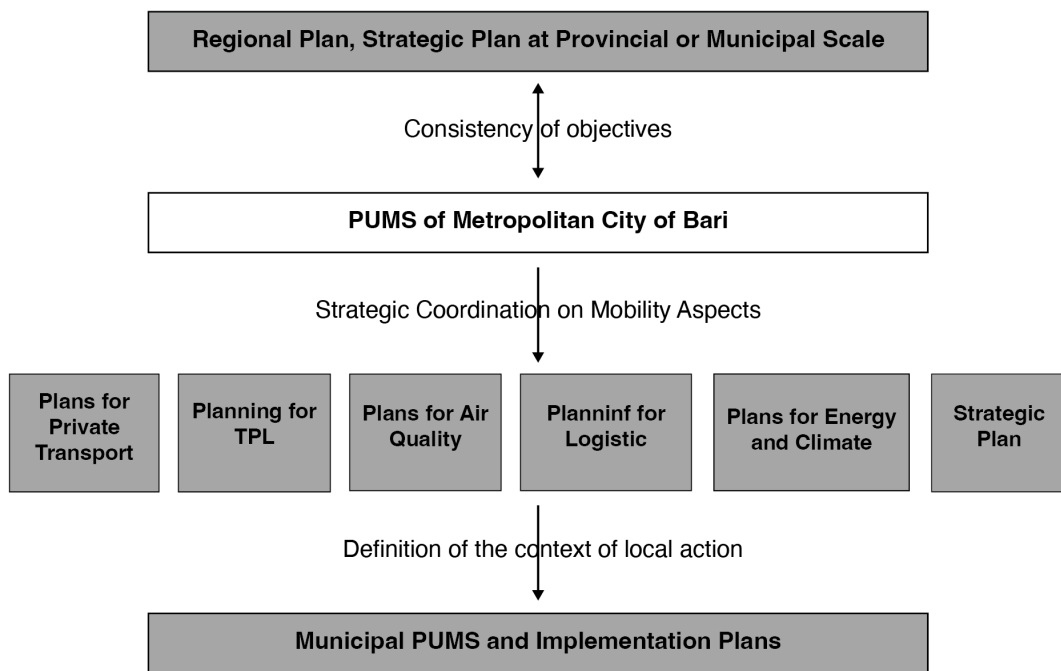 Regional Plan, Strategic Plan at Provincial or Municipal Scale
Consistency of objectives
PUMS of Metropolitan City of Bari
Strategic Coordination on Mobility Aspects
Plans for
Private
Transport
Planning for
TPL
Plans for Air
Quality
Planninf for
Logistic
Plans for Energy
and Climate
Strategic
Plan
Definition of the context of local action
Municipal PUMS and Implementation Plans